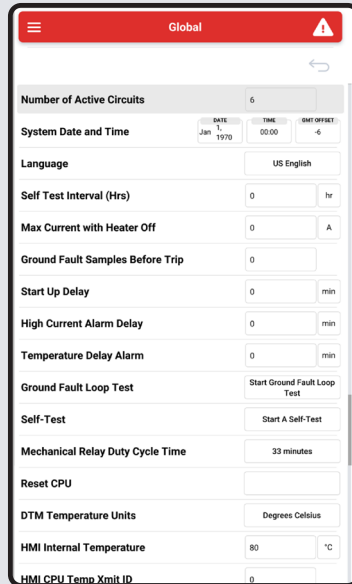 Global
Number of Active Circuits 6
System Date and Time DATE Jan 1, 1970 TIME 00:00 GMT OFFSET -6
Language US English
Self Test Interval (Hrs) 0 hr
Max Current with Heater Off 0 A
Ground Fault Samples Before Trip 0
Start Up Delay 0 min
High Current Alarm Delay 0 min
Temperature Delay Alarm 0 min
Ground Fault Loop Test Start Ground Fault Loop Test
Self-Test Start A Self-Test
Mechanical Relay Duty Cycle Time 33 minutes
Reset CPU
DTM Temperature Units Degrees Celsius
HMI Internal Temperature 80 °C
HMI CPU Temp Xmit ID 0